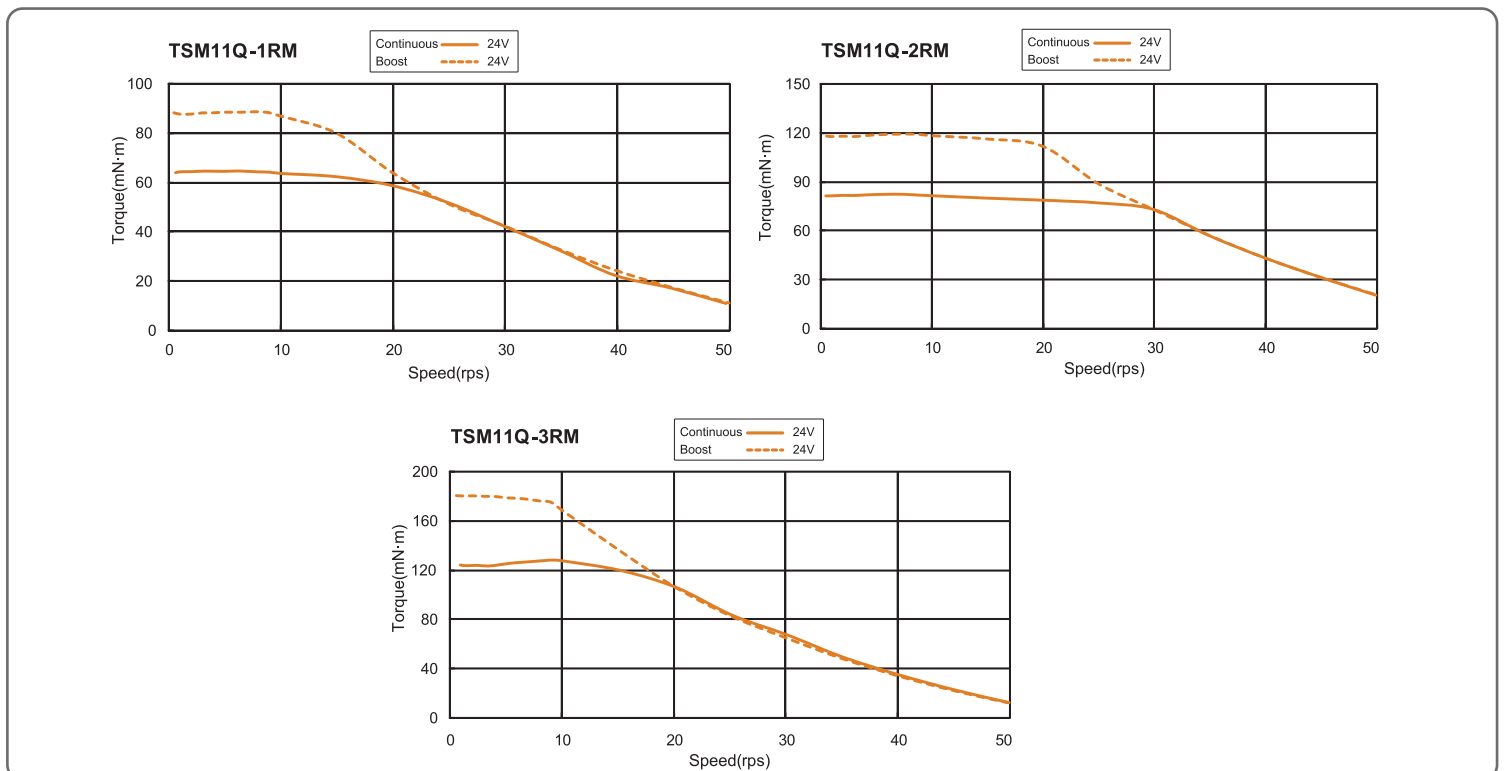 TSM11Q-1RM
Continuous 24V
Boost 24V
100
80
60
40
20
0
Torque(mN·m)
0 10 20 30 40 50
Speed(rps)
TSM11Q-2RM
Continuous 24V
Boost 24V
150
120
90
60
30
0
Torque(mN·m)
0 10 20 30 40 50
Speed(rps)
TSM11Q-3RM
Continuous 24V
Boost 24V
200
160
120
80
40
0
Torque(mN·m)
0 10 20 30 40 50
Speed(rps)